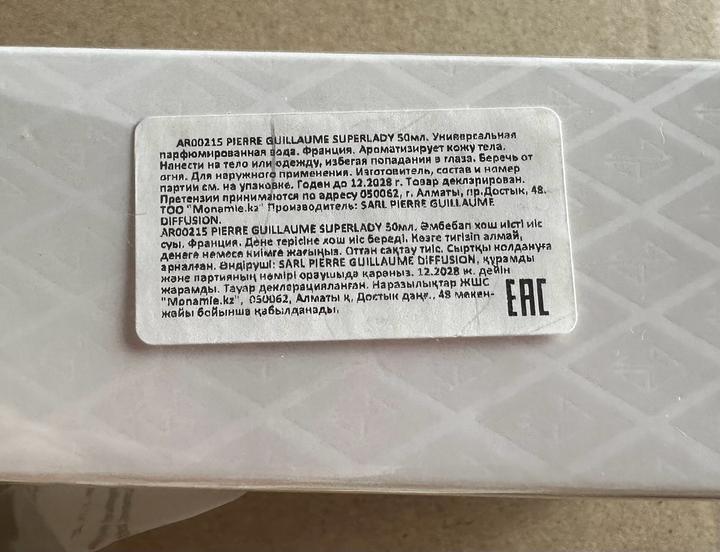 AR00215 PIERRE GUILLAUME SUPERLADY 50мл. Универсальная
парфюмированная вода. Франция. Ароматизирует кожу тела.
Нанести на тело или одежду, избегая попадания в глаза. Беречь от
огня. Для наружного применения. Изготовитель, состав и номер
партии см. на упаковке. Годен до 12.2028 г. Товар декларирован.
Претензии принимаются по адресу 050062, г. Алматы, пр.Достык, 48.
ТОО "Monamie.kz" Производитель: SARL PIERRE GUILLAUME
DIFFUSION.
AR00215 PIERRE GUILLAUME SUPERLADY 50мл. Әмбебап хош иісті иіс
суы. Франция. Дене терісіне хош иіс береді. Көзге тигізіп алмай,
денеге немесе киімге жағыңыз. Оттан сақтау тиіс. Сыртқы қолдануға
арналған. Өндіруші: SARL PIERRE GUILLAUME DIFFUSION, құрамды
және партияның нөмірі орауышда қараңыз. 12.2028 ж. дейін
жарамды. Тауар декларацияланған. Наразылықтар ЖШС
"Monamie.kz", 050062, Алматы қ, Достык даңғ., 48 мекен-
жайы бойынша қабылданады.
EAC